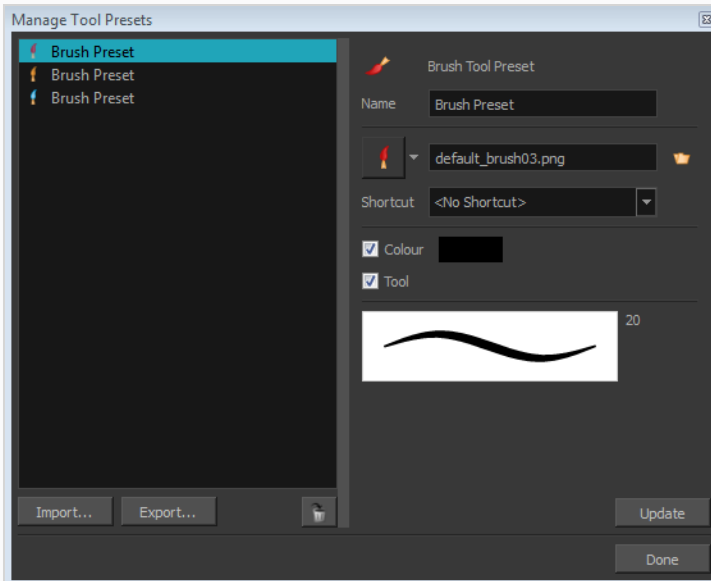 Manage Tool Presets
Brush Preset
Brush Preset
Brush Preset
Brush Tool Preset
Name Brush Preset
default_brush03.png
Shortcut <No Shortcut>
Colour
Tool
20
Import... Export...
Update
Done